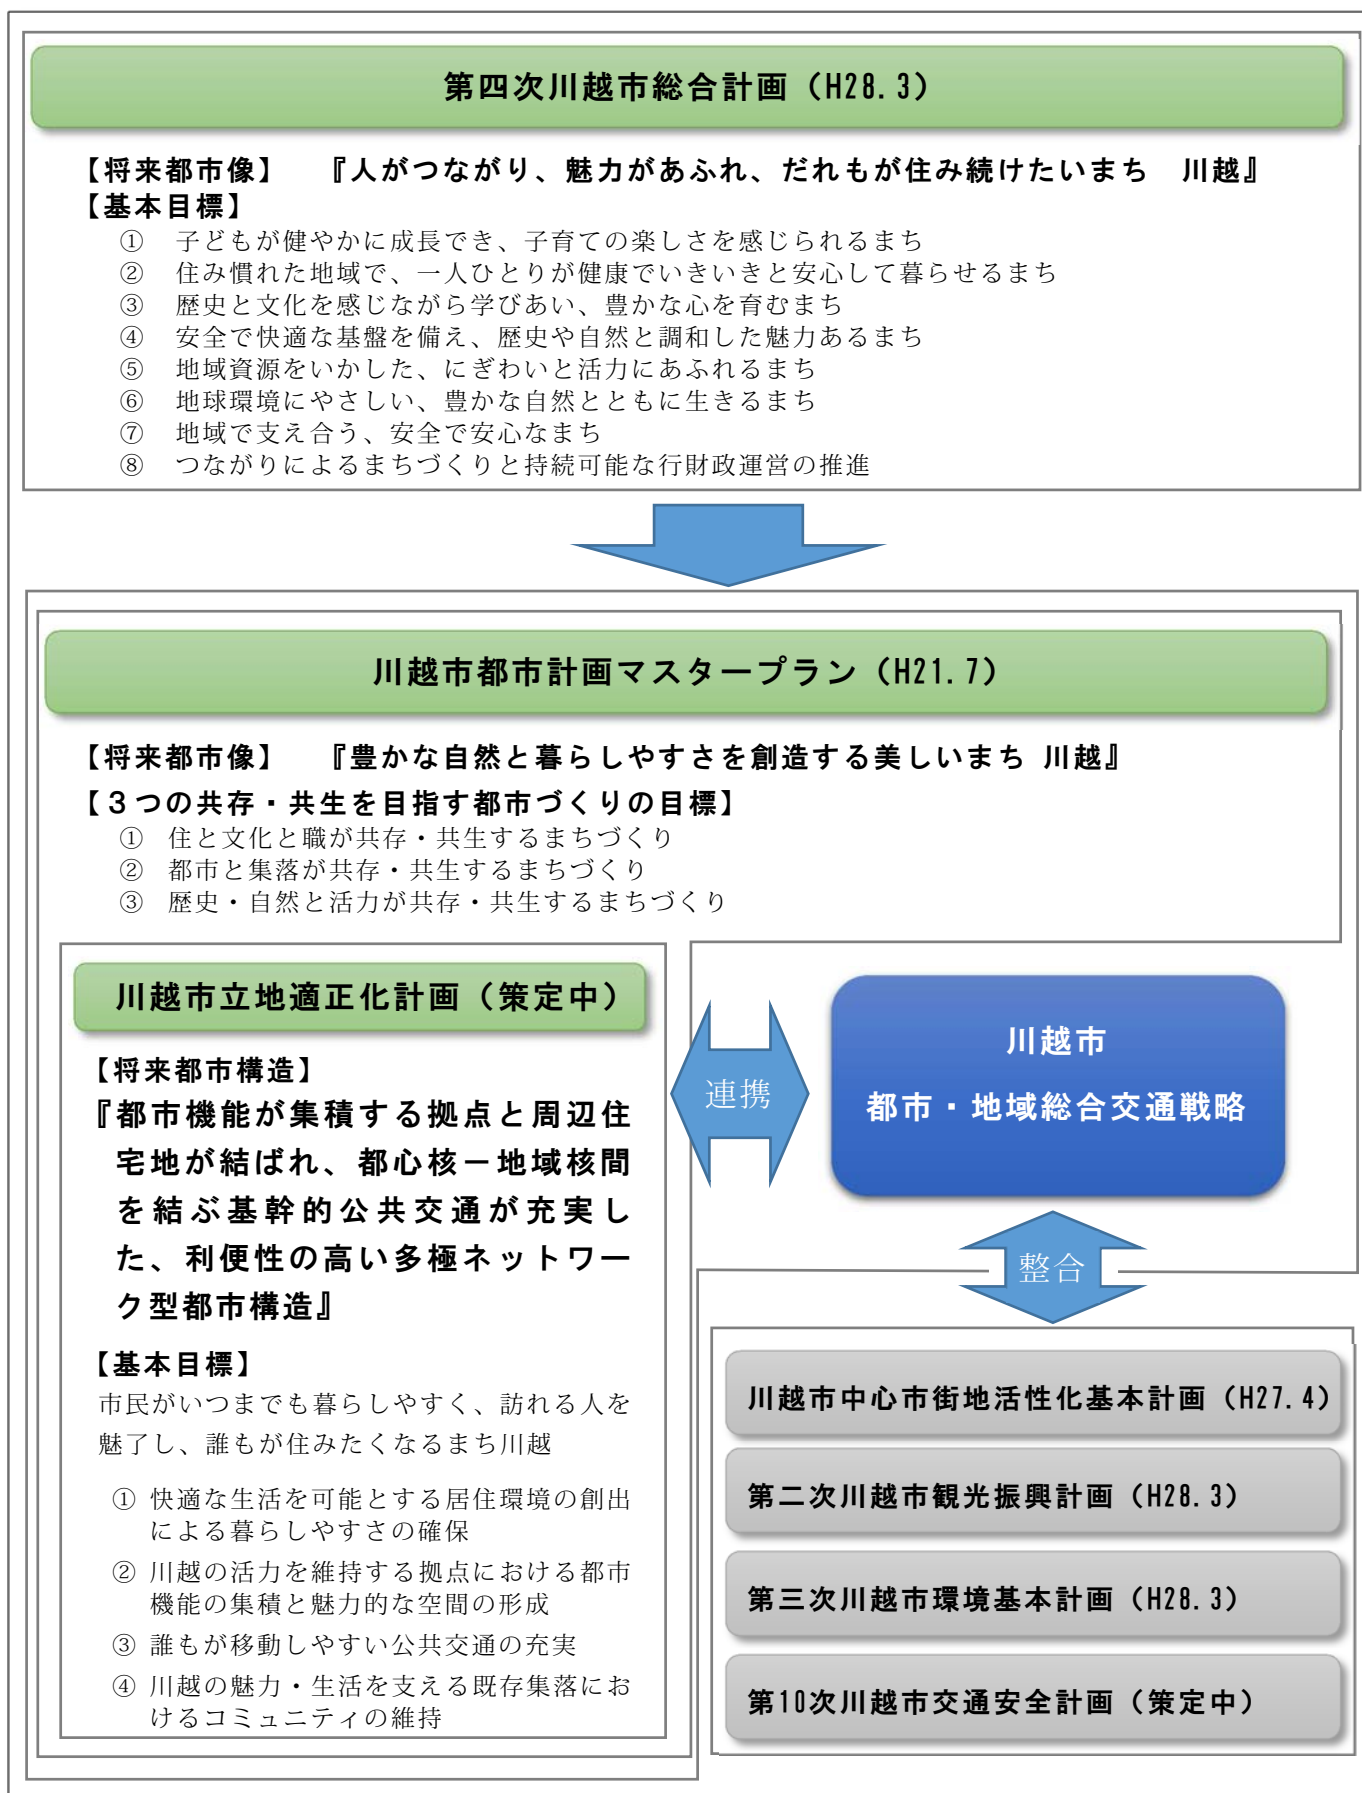 第四次川越市総合計画（H28.3）
【将来都市像】　『人がつながり、魅力があふれ、だれもが住み続けたいまち　川越』
【基本目標】
①　子どもが健やかに成長でき、子育ての楽しさを感じられるまち
②　住み慣れた地域で、一人ひとりが健康でいきいきと安心して暮らせるまち
③　歴史と文化を感じながら学びあい、豊かな心を育むまち
④　安全で快適な基盤を備え、歴史や自然と調和した魅力あるまち
⑤　地域資源をいかした、にぎわいと活力にあふれるまち
⑥　地球環境にやさしい、豊かな自然とともに生きるまち
⑦　地域で支え合う、安全で安心なまち
⑧　つながりによるまちづくりと持続可能な行財政運営の推進
川越市都市計画マスタープラン（H21.7）
【将来都市像】　『豊かな自然と暮らしやすさを創造する美しいまち 川越』
【３つの共存・共生を目指す都市づくりの目標】
①　住と文化と職が共存・共生するまちづくり
②　都市と集落が共存・共生するまちづくり
③　歴史・自然と活力が共存・共生するまちづくり
川越市立地適正化計画（策定中）
【将来都市構造】
『都市機能が集積する拠点と周辺住
宅地が結ばれ、都心核－地域核間
を結ぶ基幹的公共交通が充実し
た、利便性の高い多極ネットワー
ク型都市構造』
【基本目標】
市民がいつまでも暮らしやすく、訪れる人を
魅了し、誰もが住みたくなるまち川越
① 快適な生活を可能とする居住環境の創出
による暮らしやすさの確保
② 川越の活力を維持する拠点における都市
機能の集積と魅力的な空間の形成
③ 誰もが移動しやすい公共交通の充実
④ 川越の魅力・生活を支える既存集落にお
けるコミュニティの維持
連携
川越市
都市・地域総合交通戦略
整合
川越市中心市街地活性化基本計画（H27.4）
第二次川越市観光振興計画（H28.3）
第三次川越市環境基本計画（H28.3）
第10次川越市交通安全計画（策定中）